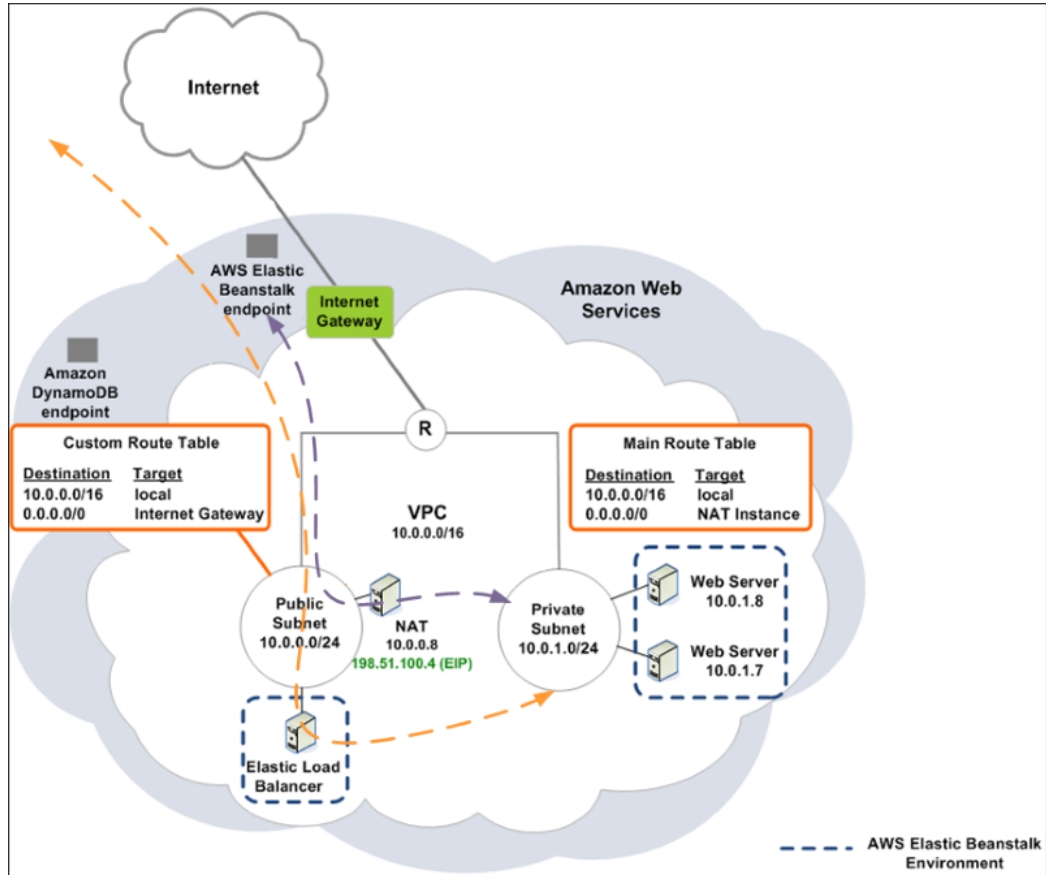 Internet
AWS Elastic
Beanstalk
endpoint
Internet
Gateway
Amazon Web
Services
Amazon
DynamoDB
endpoint
R
Custom Route Table
Destination Target
10.0.0.0/16 local
0.0.0.0/0 Internet Gateway
Main Route Table
Destination Target
10.0.0.0/16 local
0.0.0.0/0 NAT Instance
VPC
10.0.0.0/16
Public
Subnet
10.0.0.0/24
NAT
10.0.0.8
198.51.100.4 (EIP)
Private
Subnet
10.0.1.0/24
Web Server
10.0.1.8
Web Server
10.0.1.7
Elastic Load
Balancer
AWS Elastic Beanstalk
Environment